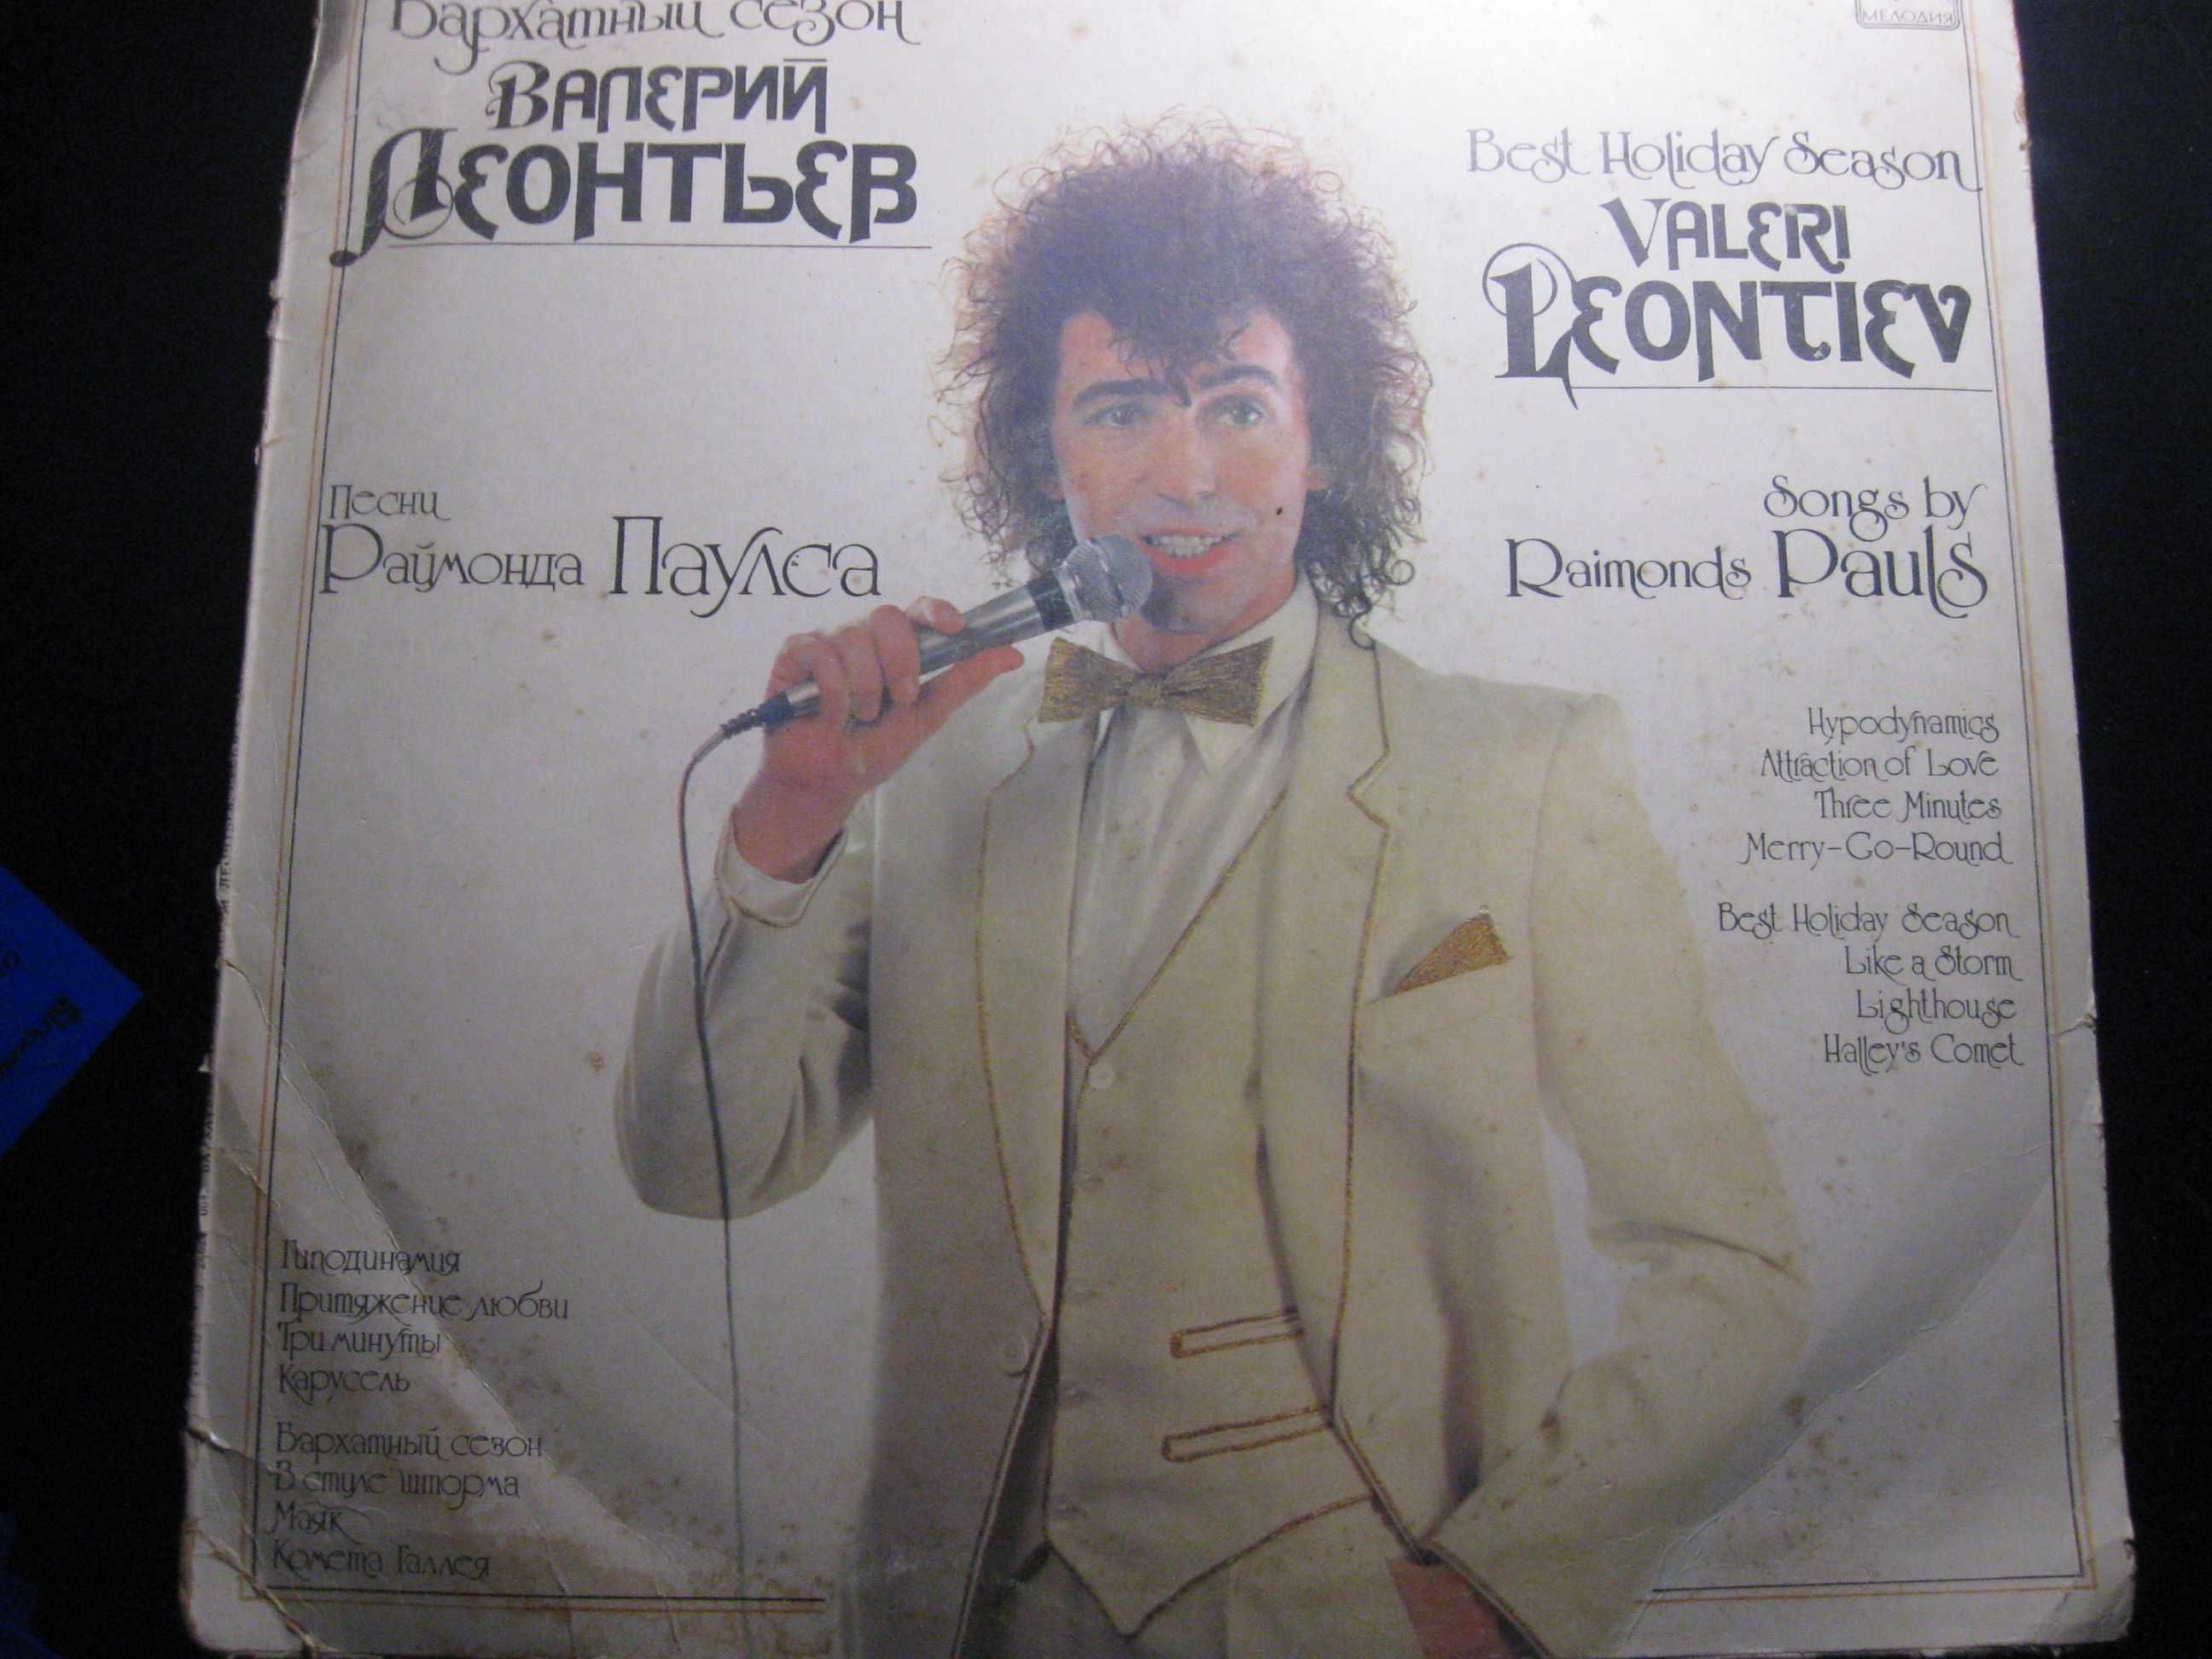 Бархатный сезон
Валерий
Леонтьев
МЕЛОДИЯ
Best Holiday Season
Valeri
Leontiev
Песни
Раймонда Паулса
Songs by
Raimonds Pauls
Hypodynamics
Attraction of Love
Three Minutes
Merry-Go-Round
Best Holiday Season
Like a Storm
Lighthouse
Halley's Comet
Гиподинамия
Притяжение любви
Три минуты
Карусель
Бархатный сезон
В стиле шторма
Маяк
Комета Галлея